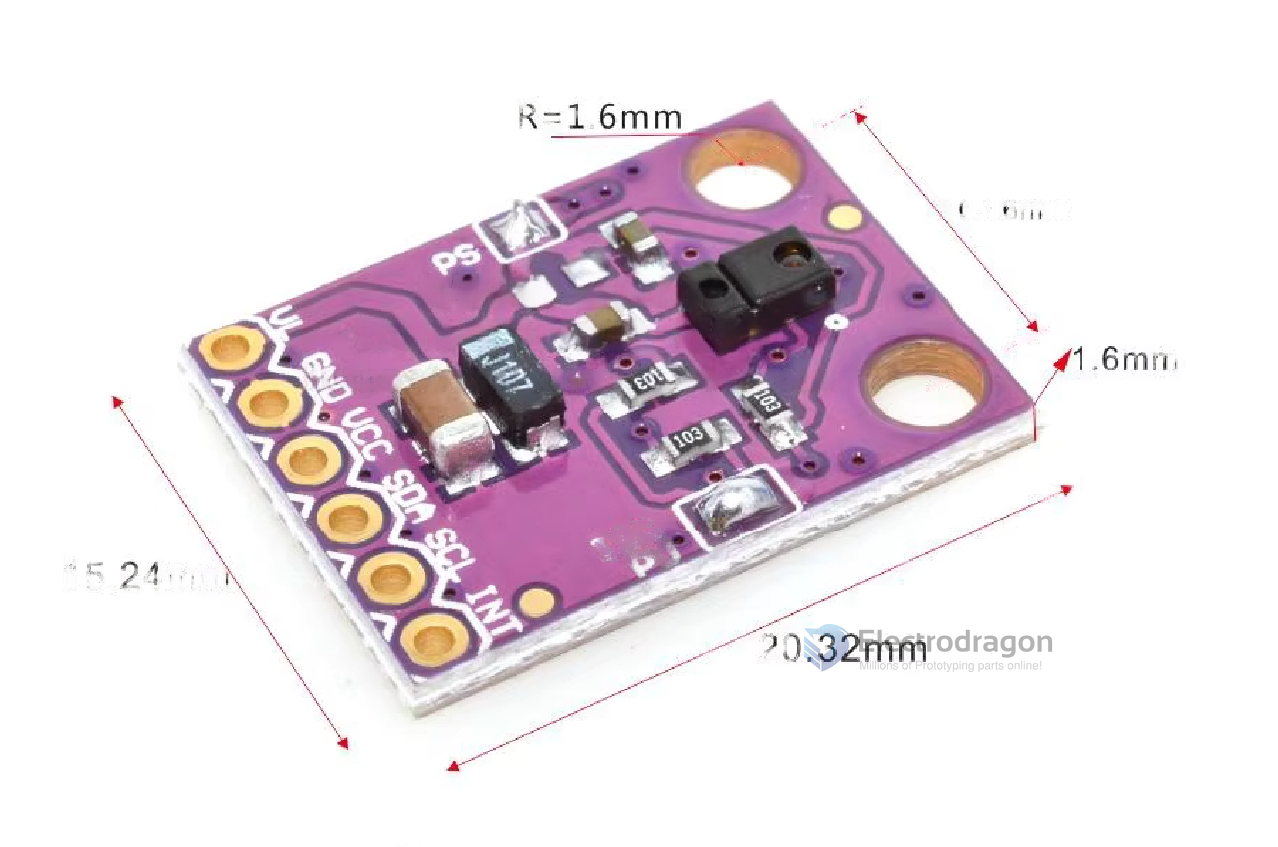 R=1.6mm
PS
1.6mm
VL
GND
VCC
SDA
SCL
INT
J107
103
103
103
15.24mm
20.32mm
Electrodragon
Millions of Prototyping parts online!